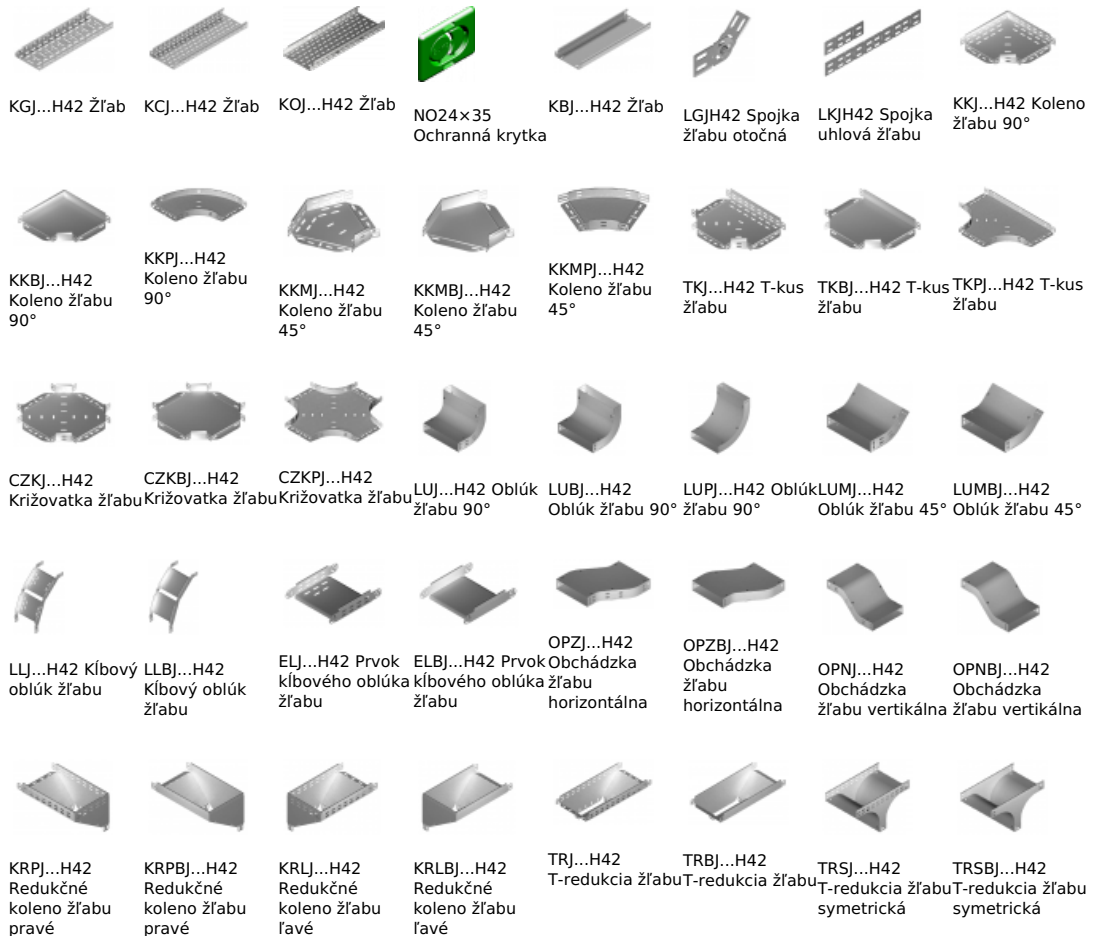 KGJ...H42 Žľab
KCJ...H42 Žľab
KOJ...H42 Žľab
NO24×35
Ochranná krytka
KBJ...H42 Žľab
LGJH42 Spojka
žľabu otočná
LKJH42 Spojka
uhlová žľabu
KKJ...H42 Koleno
žľabu 90°
KKBJ...H42
Koleno žľabu
90°
KKPJ...H42
Koleno žľabu
90°
KKMJ...H42
Koleno žľabu
45°
KKMBJ...H42
Koleno žľabu
45°
KKMPJ...H42
Koleno žľabu
45°
TKJ...H42 T-kus
žľabu
TKBJ...H42 T-kus
žľabu
TKPJ...H42 T-kus
žľabu
CZKJ...H42
Križovatka žľabu
CZKBJ...H42
Križovatka žľabu
CZKPJ...H42
Križovatka žľabu
LUJ...H42 Oblúk
žľabu 90°
LUBJ...H42
Oblúk žľabu 90°
LUPJ...H42 Oblúk
žľabu 90°
LUMJ...H42
Oblúk žľabu 45°
LUMBJ...H42
Oblúk žľabu 45°
LLJ...H42 Kĺbový
oblúk žľabu
LLBJ...H42
Kĺbový oblúk
žľabu
ELJ...H42 Prvok
kĺbového oblúka
žľabu
ELBJ...H42 Prvok
kĺbového oblúka
žľabu
OPZJ...H42
Obchádzka
žľabu
horizontálna
OPZBJ...H42
Obchádzka
žľabu
horizontálna
OPNJ...H42
Obchádzka
žľabu vertikálna
OPNBJ...H42
Obchádzka
žľabu vertikálna
KRPJ...H42
Redukčné
koleno žľabu
pravé
KRPBJ...H42
Redukčné
koleno žľabu
pravé
KRLJ...H42
Redukčné
koleno žľabu
ľavé
KRLBJ...H42
Redukčné
koleno žľabu
ľavé
TRJ...H42
T-redukcia žľabu
TRBJ...H42
T-redukcia žľabu
TRSJ...H42
T-redukcia žľabu
symetrická
TRSBJ...H42
T-redukcia žľabu
symetrická